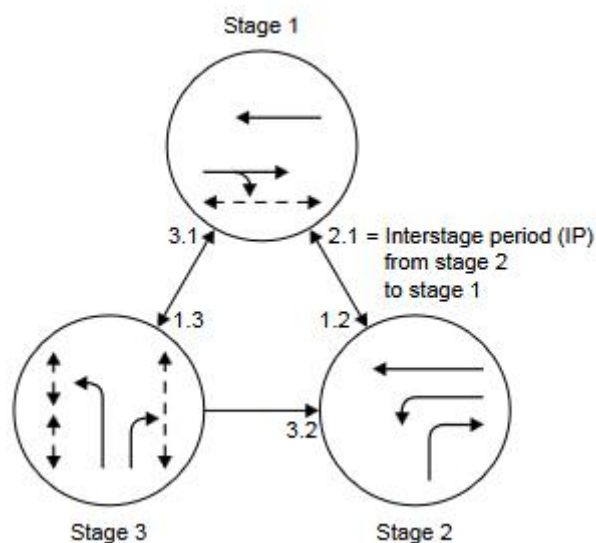 Stage 1
3.1
2.1 = Interstage period (IP)
from stage 2
to stage 1
1.3
1.2
3.2
Stage 3
Stage 2